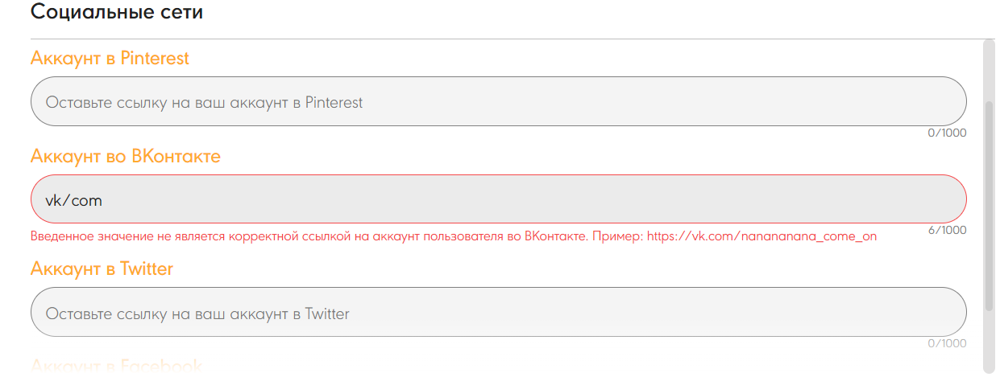 Социальные сети
Аккаунт в Pinterest
Оставьте ссылку на ваш аккаунт в Pinterest
0/1000
Аккаунт во ВКонтакте
vk/com
Введенное значение не является корректной ссылкой на аккаунт пользователя во ВКонтакте. Пример: https://vk.com/nanananana_come_on
6/1000
Аккаунт в Twitter
Оставьте ссылку на ваш аккаунт в Twitter
0/1000
Аккаунт в Facebook